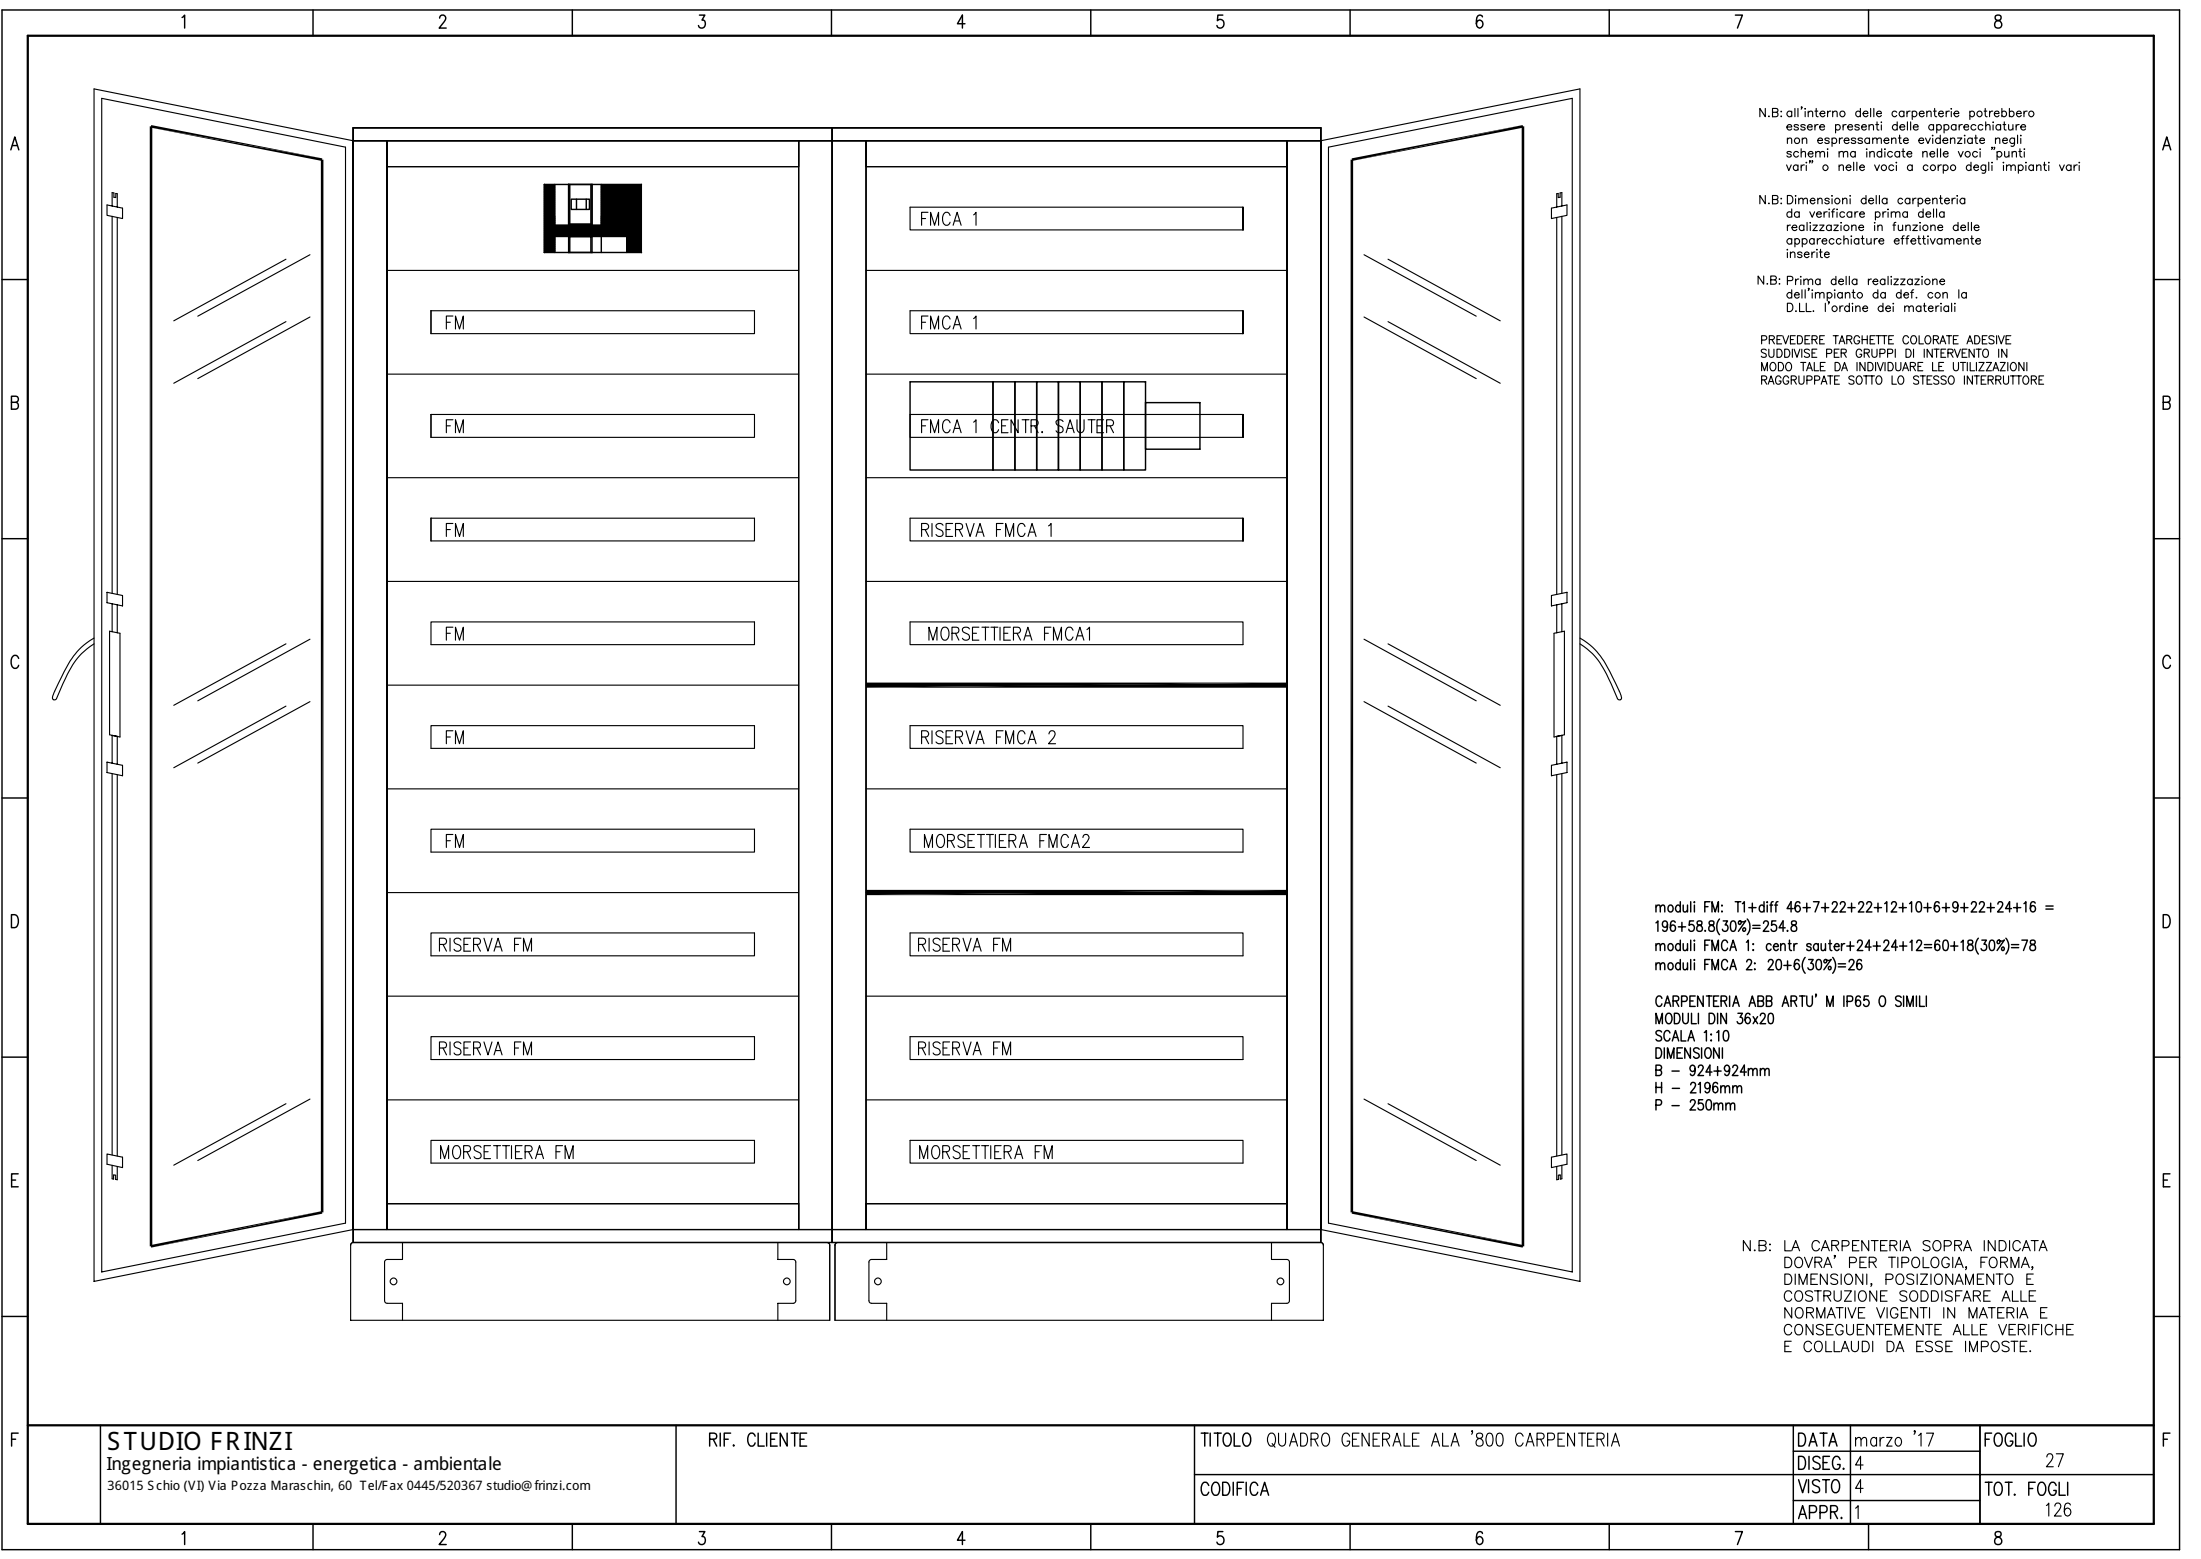 1 2 3 4 5 6 7 8
A A
B B
C C
D D
E E
F F
FM
FM
FM
FM
FM
FM
RISERVA FM
RISERVA FM
MORSETTIERA FM
FMCA 1
FMCA 1
FMCA 1 CENTR. SAUTER
RISERVA FMCA 1
MORSETTIERA FMCA1
RISERVA FMCA 2
MORSETTIERA FMCA2
RISERVA FM
RISERVA FM
MORSETTIERA FM
N.B: all'interno delle carpenterie potrebbero
essere presenti delle apparecchiature
non espressamente evidenziate negli
schemi ma indicate nelle voci "punti
vari" o nelle voci a corpo degli impianti vari
N.B: Dimensioni della carpenteria
da verificare prima della
realizzazione in funzione delle
apparecchiature effettivamente
inserite
N.B: Prima della realizzazione
dell'impianto da def. con la
D.LL. l'ordine dei materiali
PREVEDERE TARGHETTE COLORATE ADESIVE
SUDDIVISE PER GRUPPI DI INTERVENTO IN
MODO TALE DA INDIVIDUARE LE UTILIZZAZIONI
RAGGRUPPATE SOTTO LO STESSO INTERRUTTORE
moduli FM: T1+diff 46+7+22+22+12+10+6+9+22+24+16 =
196+58.8(30%)=254.8
moduli FMCA 1: centr sauter+24+24+12=60+18(30%)=78
moduli FMCA 2: 20+6(30%)=26
CARPENTERIA ABB ARTU' M IP65 O SIMILI
MODULI DIN 36x20
SCALA 1:10
DIMENSIONI
B – 924+924mm
H – 2196mm
P – 250mm
N.B: LA CARPENTERIA SOPRA INDICATA
DOVRA' PER TIPOLOGIA, FORMA,
DIMENSIONI, POSIZIONAMENTO E
COSTRUZIONE SODDISFARE ALLE
NORMATIVE VIGENTI IN MATERIA E
CONSEGUENTEMENTE ALLE VERIFICHE
E COLLAUDI DA ESSE IMPOSTE.
STUDIO FRINZI
Ingegneria impiantistica - energetica - ambientale
36015 Schio (VI) Via Pozza Maraschin, 60 Tel/Fax 0445/520367 studio@frinzi.com
RIF. CLIENTE
TITOLO QUADRO GENERALE ALA '800 CARPENTERIA
CODIFICA
DATA marzo '17
DISEG. 4
VISTO 4
APPR. 1
FOGLIO
27
TOT. FOGLI
126
1 2 3 4 5 6 7 8